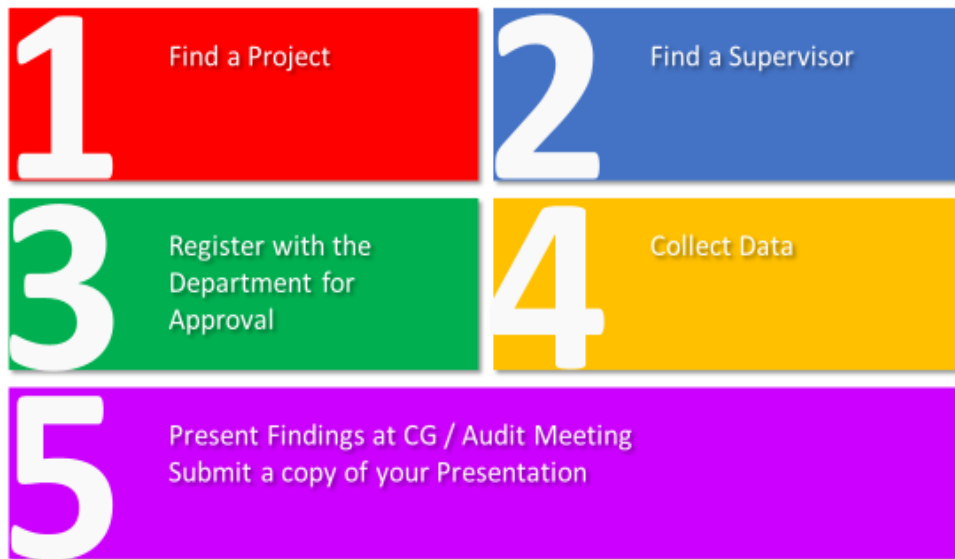 1
Find a Project
2
Find a Supervisor
3
Register with the
Department for
Approval
4
Collect Data
5
Present Findings at CG / Audit Meeting
Submit a copy of your Presentation